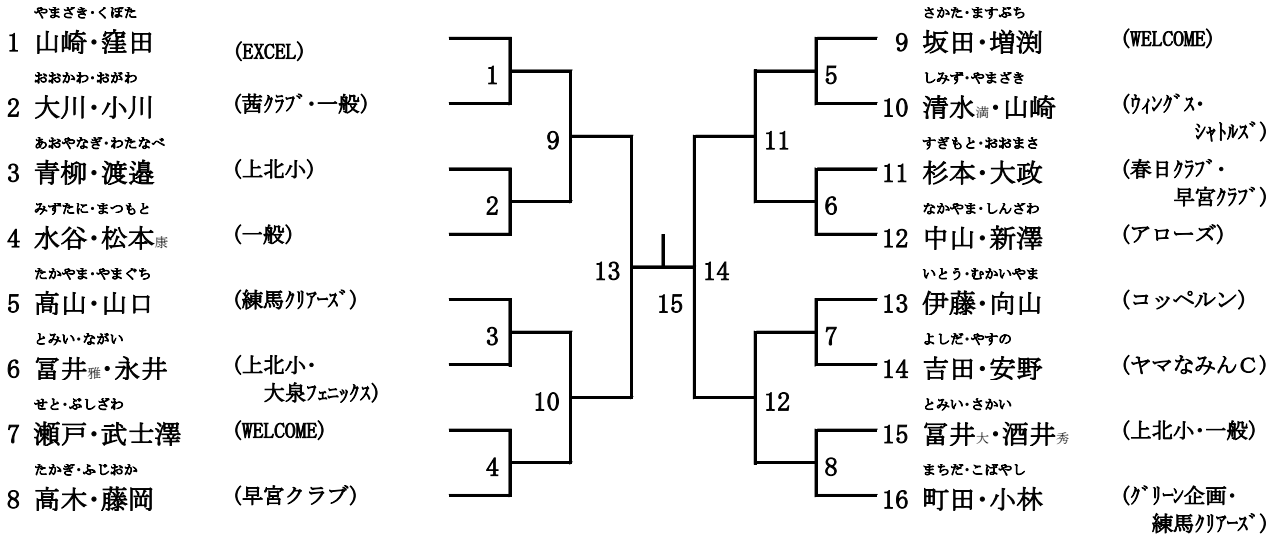 やまざき・くぼた
1 山崎・窪田 (EXCEL)
おおかわ・おがわ
2 大川・小川 (茜ｸﾗﾌﾞ・一般)
あおやなぎ・わたなべ
3 青柳・渡邉 (上北小)
みずたに・まつもと
4 水谷・松本康 (一般)
たかやま・やまぐち
5 高山・山口 (練馬ｸﾘｱｰｽﾞ)
とみい・ながい
6 冨井雅・永井 (上北小・
大泉ﾌｪﾆｯｸｽ)
せと・ぶしざわ
7 瀬戸・武士澤 (WELCOME)
たかぎ・ふじおか
8 高木・藤岡 (早宮クラブ)
1
2
3
4
9
10
13
15
14
11
12
5
6
7
8
さかた・ますぶち
9 坂田・増渕 (WELCOME)
しみず・やまざき
10 清水満・山崎 (ｳｨﾝｸﾞｽ・
ｼｬﾄﾙｽﾞ)
すぎもと・おおまさ
11 杉本・大政 (春日ｸﾗﾌﾞ・
早宮ｸﾗﾌﾞ)
なかやま・しんざわ
12 中山・新澤 (アローズ)
いとう・むかいやま
13 伊藤・向山 (コッペルン)
よしだ・やすの
14 吉田・安野 (ヤマなみんＣ)
とみい・さかい
15 冨井大・酒井秀 (上北小・一般)
まちだ・こばやし
16 町田・小林 (ｸﾞﾘｰﾝ企画・
練馬ｸﾘｱｰｽﾞ)